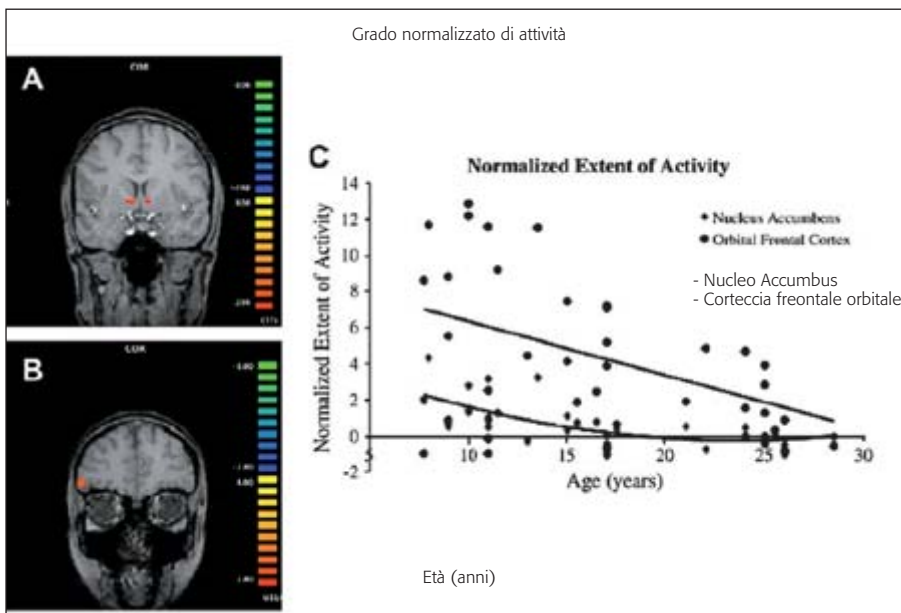 Grado normalizzato di attività
A
B
C
Normalized Extent of Activity
Normalized Extent of Activity
14
12
10
8
6
4
2
0
-2
5
10
15
20
25
30
Age (years)
Nucleus Accumbens
Orbital Frontal Cortex
- Nucleo Accumbus
- Corteccia freontale orbitale
Età (anni)